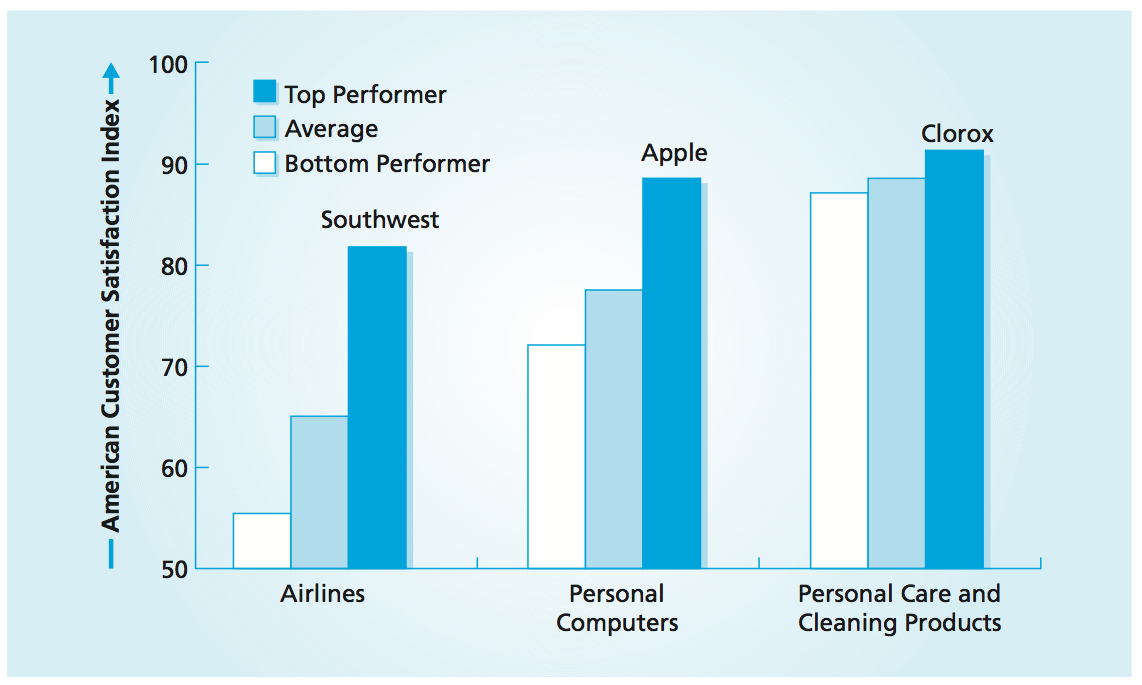 American Customer Satisfaction Index
100
90
80
70
60
50
Top Performer
Average
Bottom Performer
Southwest
Apple
Clorox
Airlines
Personal
Computers
Personal Care and
Cleaning Products